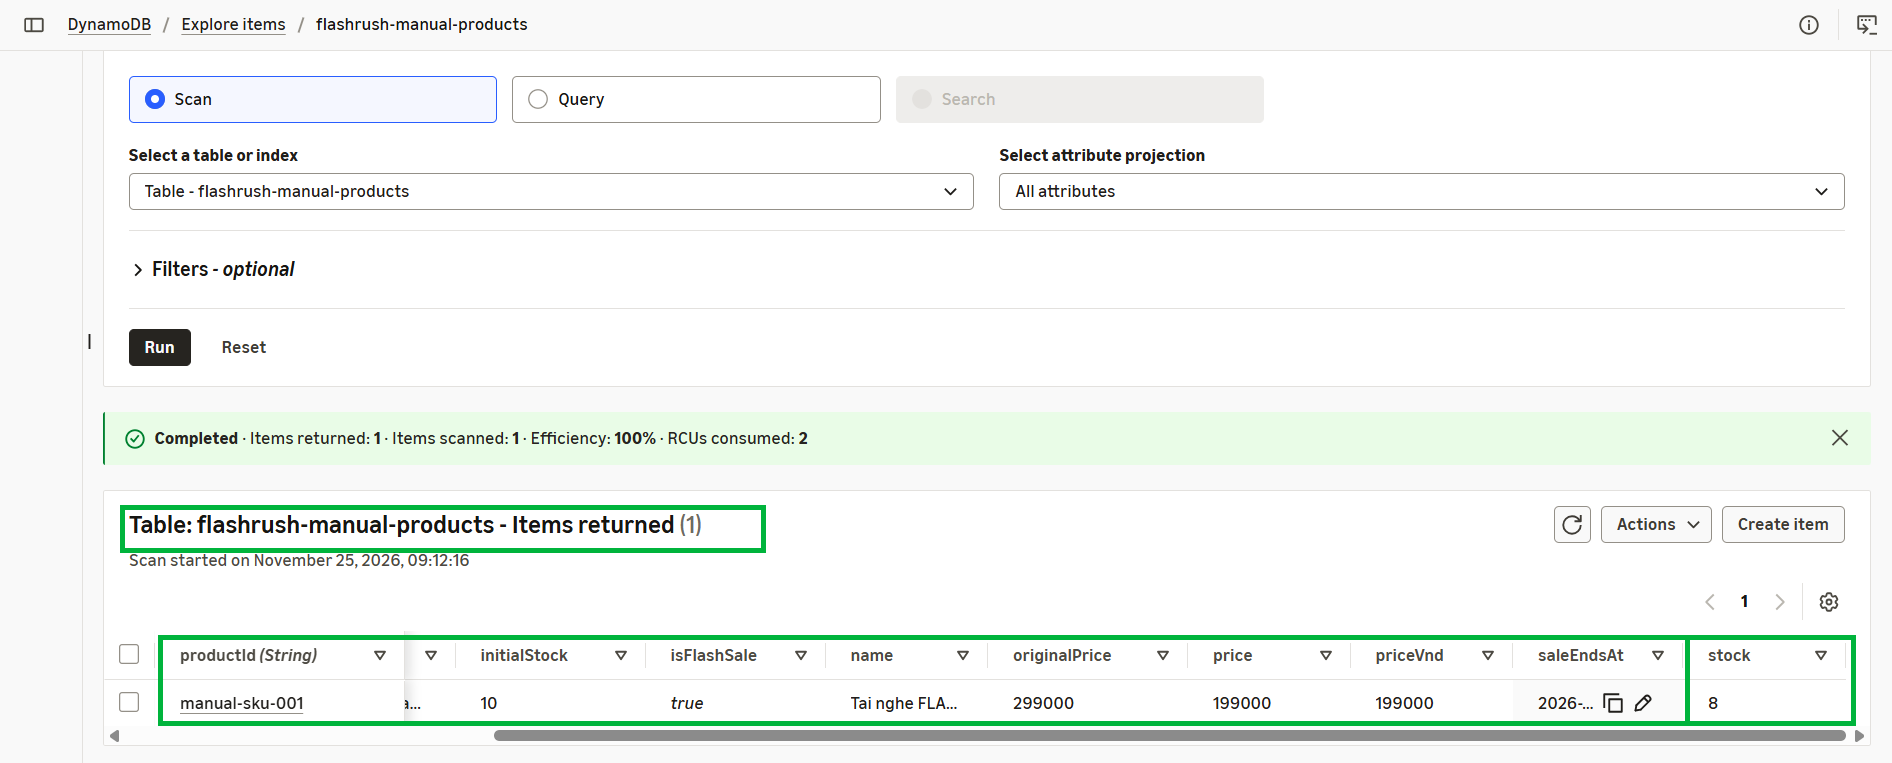 DynamoDB / Explore items / flashrush-manual-products
Scan
Query
Search
Select a table or index
Select attribute projection
Table - flashrush-manual-products
All attributes
Filters - optional
Run
Reset
Completed · Items returned: 1 · Items scanned: 1 · Efficiency: 100% · RCUs consumed: 2
Table: flashrush-manual-products - Items returned (1)
Actions
Create item
Scan started on November 25, 2026, 09:12:16
1
productId (String) initialStock isFlashSale name originalPrice price priceVnd saleEndsAt stock
manual-sku-001 a... 10 true Tai nghe FLA... 299000 199000 199000 2026-... 8